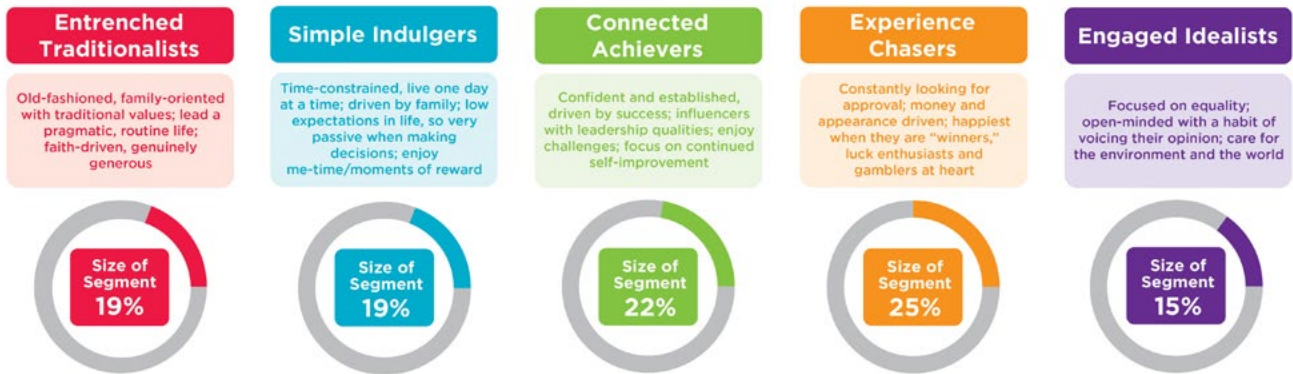 Entrenched
Traditionalists
Old-fashioned, family-oriented
with traditional values; lead a
pragmatic, routine life;
faith-driven, genuinely
generous
Size of
Segment
19%
Simple Indulgers
Time-constrained, live one day
at a time; driven by family; low
expectations in life, so very
passive when making
decisions; enjoy
me-time/moments of reward
Size of
Segment
19%
Connected
Achievers
Confident and established,
driven by success; influencers
with leadership qualities; enjoy
challenges; focus on continued
self-improvement
Size of
Segment
22%
Experience
Chasers
Constantly looking for
approval; money and
appearance driven; happiest
when they are “winners,”
luck enthusiasts and
gamblers at heart
Size of
Segment
25%
Engaged Idealists
Focused on equality;
open-minded with a habit of
voicing their opinion; care for
the environment and the world
Size of
Segment
15%